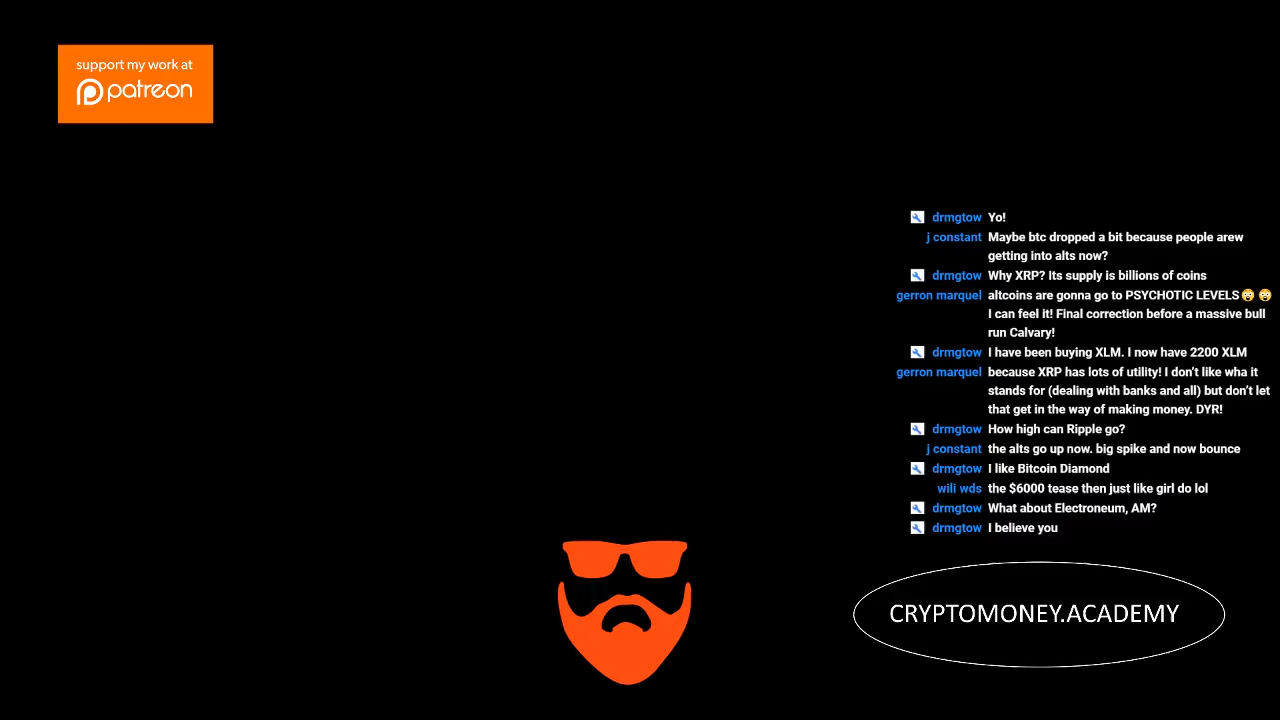 support my work at
patreon
drmgtow Yo!
j constant Maybe btc dropped a bit because people arew
getting into alts now?
drmgtow Why XRP? Its supply is billions of coins
gerron marquel altcoins are gonna go to PSYCHOTIC LEVELS😲😲
I can feel it! Final correction before a massive bull
run Calvary!
drmgtow I have been buying XLM. I now have 2200 XLM
gerron marquel because XRP has lots of utility! I don't like wha it
stands for (dealing with banks and all) but don't let
that get in the way of making money. DYR!
drmgtow How high can Ripple go?
j constant the alts go up now. big spike and now bounce
drmgtow I like Bitcoin Diamond
wili wds the $6000 tease then just like girl do lol
drmgtow What about Electroneum, AM?
drmgtow I believe you
CRYPTOMONEY.ACADEMY